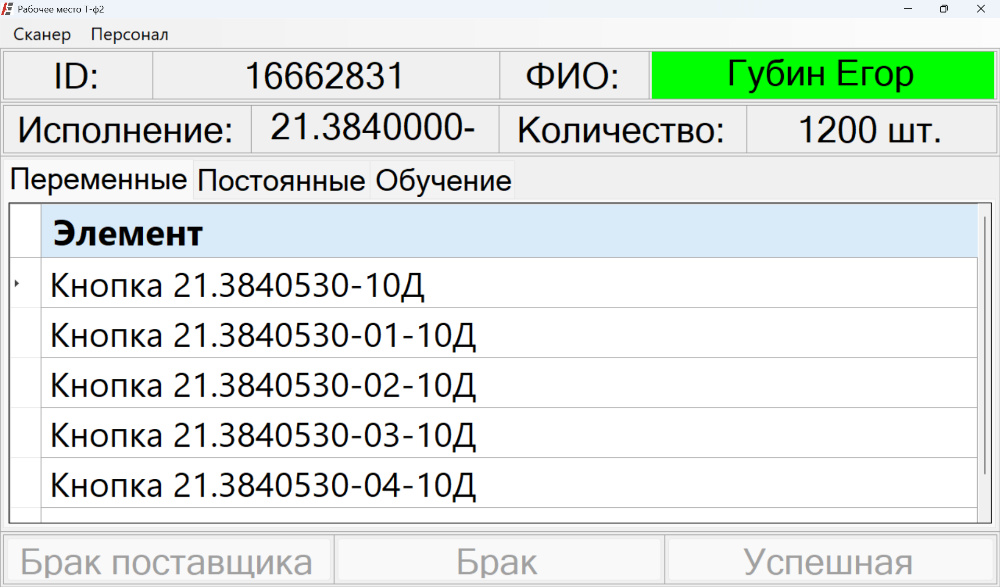 Рабочее место Т-ф2
Сканер Персонал
ID: 16662831 ФИО: Губин Егор
Исполнение: 21.3840000- Количество: 1200 шт.
Переменные Постоянные Обучение
Элемент
Кнопка 21.3840530-10Д
Кнопка 21.3840530-01-10Д
Кнопка 21.3840530-02-10Д
Кнопка 21.3840530-03-10Д
Кнопка 21.3840530-04-10Д
Брак поставщика Брак Успешная